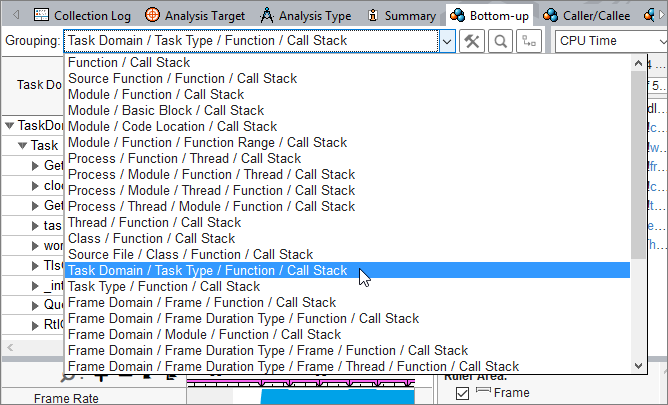 Collection Log Analysis Target Analysis Type Summary Bottom-up Caller/Callee
Grouping: Task Domain / Task Type / Function / Call Stack CPU Time
Function / Call Stack
Source Function / Function / Call Stack
Task Do
Module / Function / Call Stack
Module / Basic Block / Call Stack
Module / Code Location / Call Stack
TaskDom
Module / Function / Function Range / Call Stack
Task
Process / Function / Thread / Call Stack
Get
Process / Module / Function / Thread / Call Stack
cloc
Process / Module / Thread / Function / Call Stack
Get
Process / Thread / Module / Function / Call Stack
tas
Thread / Function / Call Stack
wor
Class / Function / Call Stack
Source File / Class / Function / Call Stack
TlsC
Task Domain / Task Type / Function / Call Stack
_int
Task Type / Function / Call Stack
Que
Frame Domain / Frame / Function / Call Stack
Frame Domain / Frame Duration Type / Function / Call Stack
RtlC
Frame Domain / Module / Function / Call Stack
Frame Domain / Frame Duration Type / Frame / Function / Call Stack
Frame Domain / Frame Duration Type / Frame / Thread / Function / Call Stack
Ruler Area:
Frame
Frame Rate